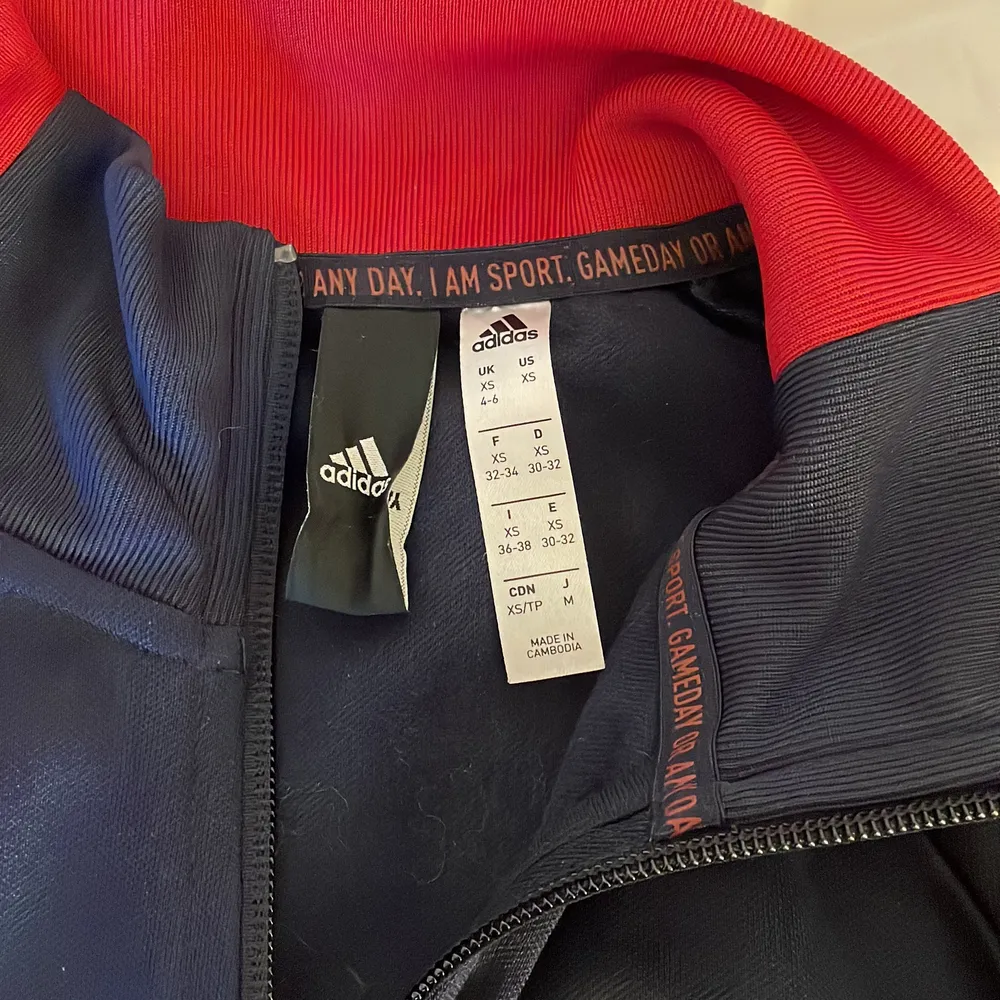 ANY DAY. I AM SPORT. GAMEDAY OR
adidas
adidas
UK US
XS XS
4-6
F D
XS XS
32-34 30-32
I E
XS XS
36-38 30-32
CDN J
XS/TP M
MADE IN
CAMBODIA
SPORT. GAMEDAY OR AN